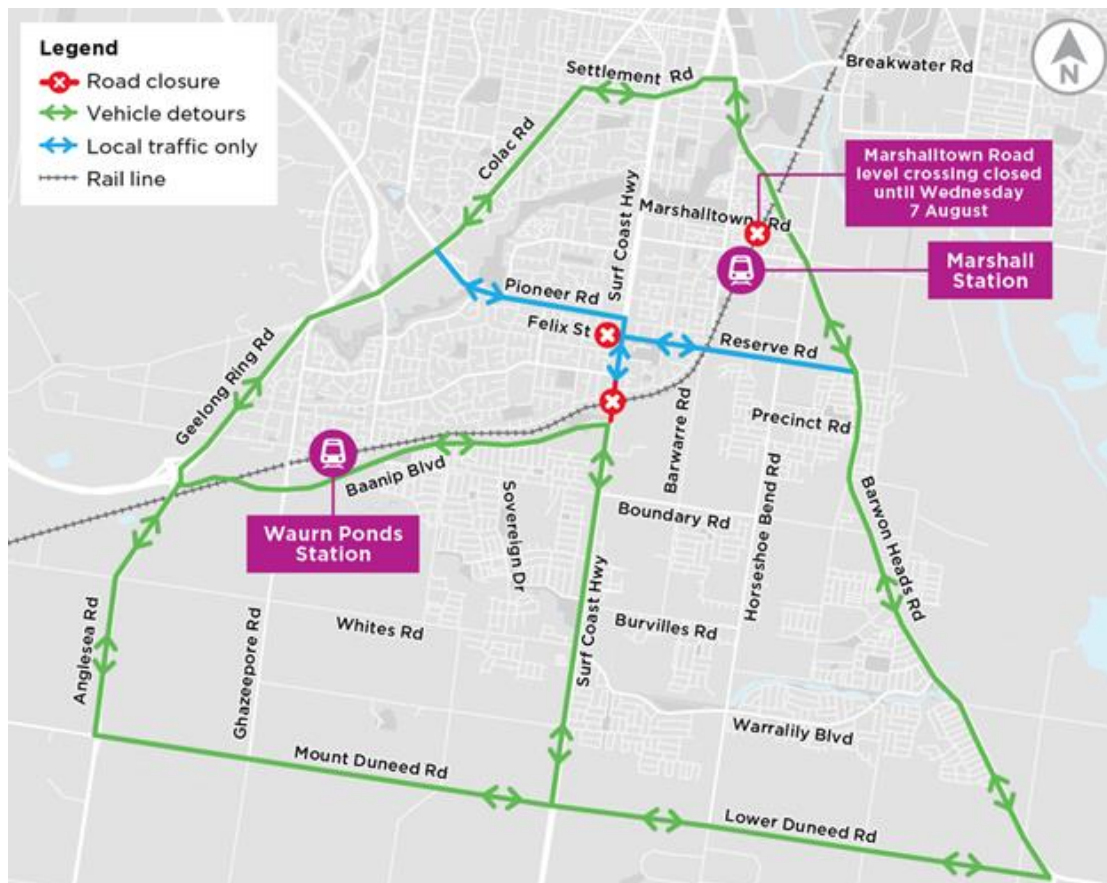 Legend
Road closure
Vehicle detours
Local traffic only
Rail line
N
Settlement Rd
Breakwater Rd
Colac Rd
Surf Coast Hwy
Marshalltown Rd
Marshalltown Road
level crossing closed
until Wednesday
7 August
Marshall
Station
Pioneer Rd
Felix St
Reserve Rd
Geelong Ring Rd
Precinct Rd
Barwarre Rd
Baanip Blvd
Waurn Ponds
Station
Sovereign Dr
Boundary Rd
Horseshoe Bend Rd
Barwon Heads Rd
Anglesea Rd
Ghazeepore Rd
Whites Rd
Surf Coast Hwy
Burvilles Rd
Warralily Blvd
Mount Duneed Rd
Lower Duneed Rd